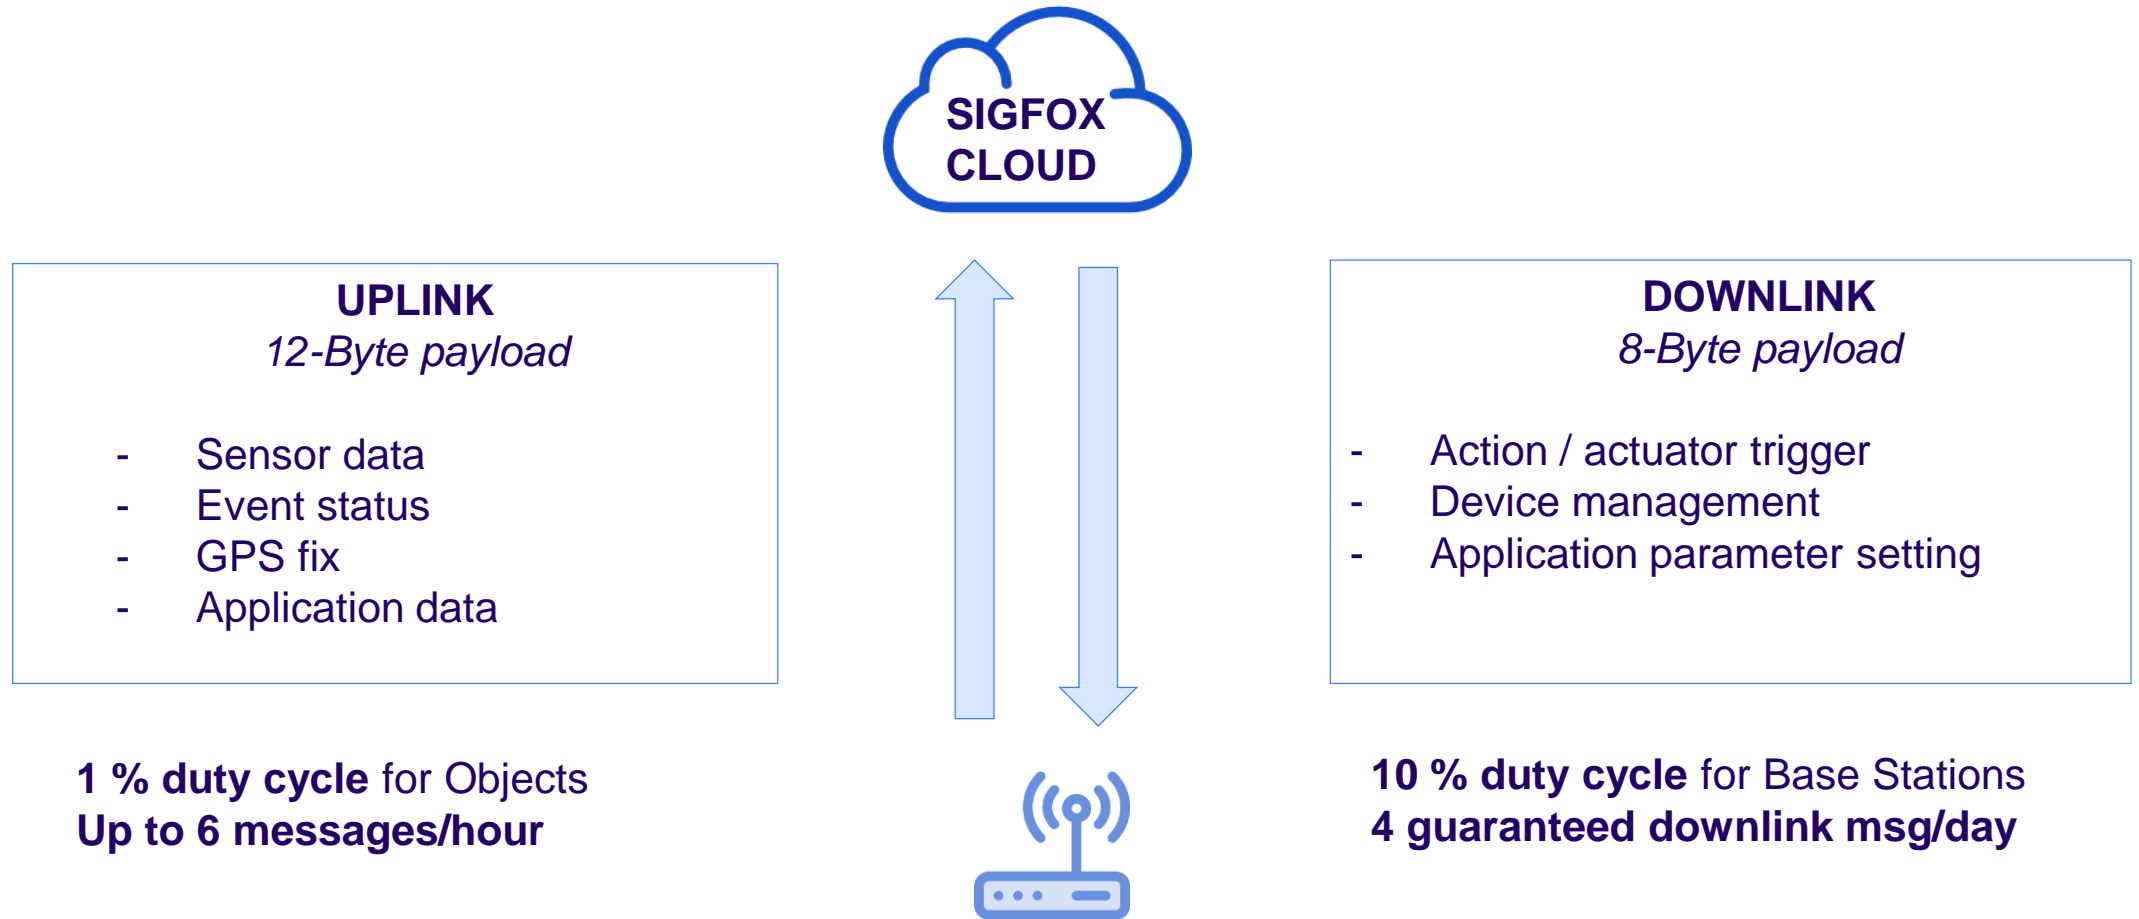 SIGFOX
CLOUD
UPLINK
12-Byte payload
- Sensor data
- Event status
- GPS fix
- Application data
1 % duty cycle for Objects
Up to 6 messages/hour
DOWNLINK
8-Byte payload
- Action / actuator trigger
- Device management
- Application parameter setting
10 % duty cycle for Base Stations
4 guaranteed downlink msg/day